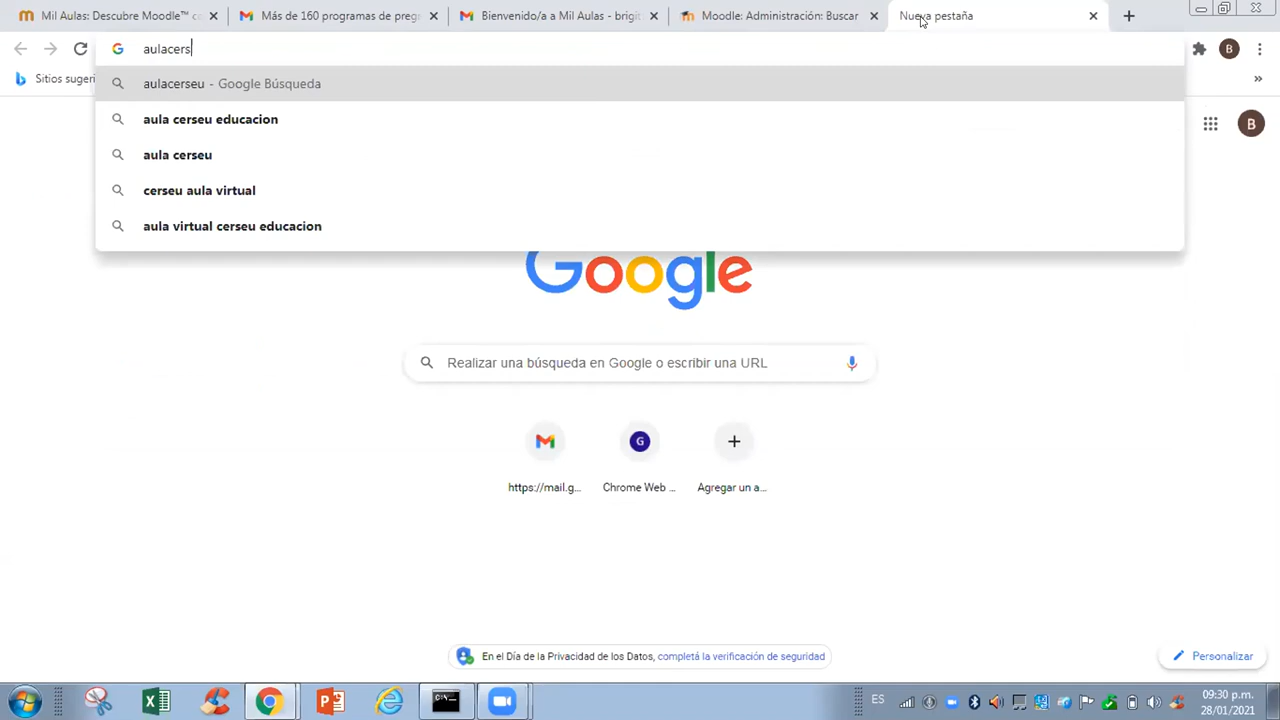 Mil Aulas: Descubre Moodle™ co
Más de 160 programas de preg
Bienvenido/a a Mil Aulas - brigit
Moodle: Administración: Buscar
Nueva pestaña
aulacers
B
Sitios sugeri
»
aulacerseu - Google Búsqueda
aula cerseu educacion
aula cerseu
cerseu aula virtual
aula virtual cerseu educacion
B
Google
Realizar una búsqueda en Google o escribir una URL
G
https://mail.g...
Chrome Web ...
Agregar un a...
En el Día de la Privacidad de los Datos, completá la verificación de seguridad
Personalizar
ES
09:30 p.m.
28/01/2021